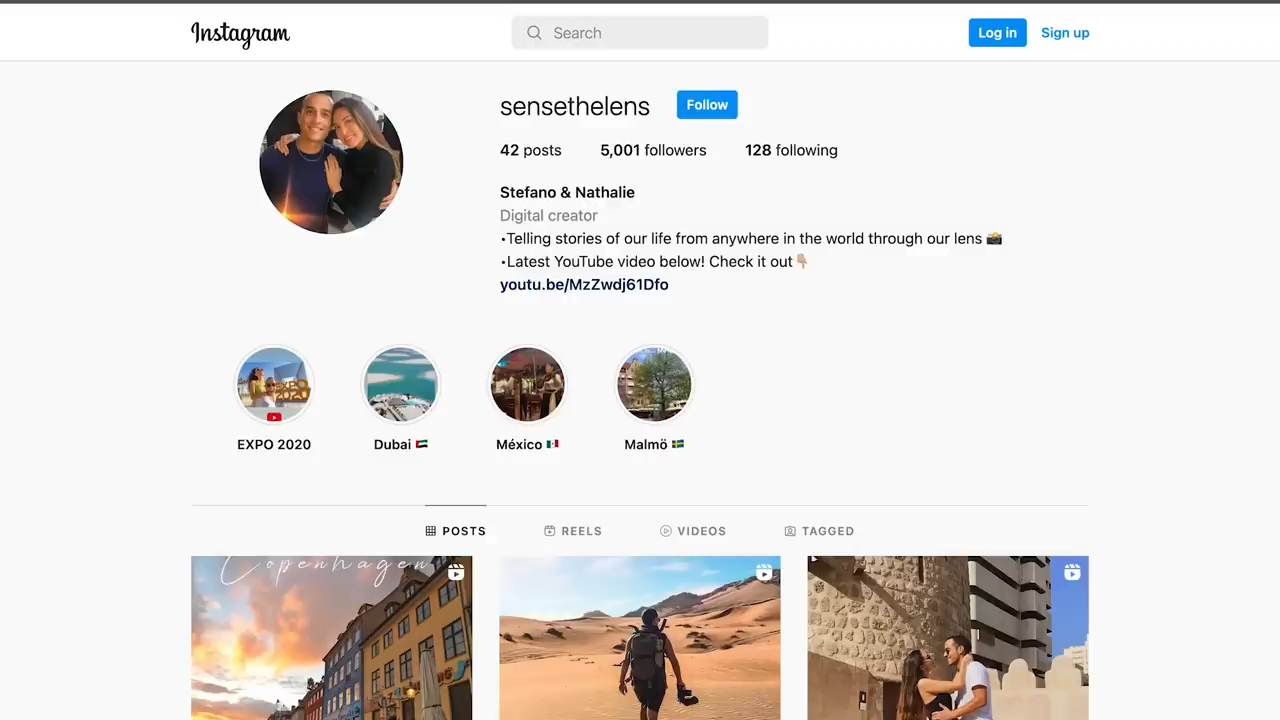 Instagram
Search
Log in
Sign up
sensethelens
Follow
42 posts
5,001 followers
128 following
Stefano & Nathalie
Digital creator
•Telling stories of our life from anywhere in the world through our lens 📸
•Latest YouTube video below! Check it out👇🏼
youtu.be/MzZwdj61Dfo
EXPO 2020
EXPO 2020
Dubai 🇦🇪
México 🇲🇽
Malmö 🇸🇪
POSTS
REELS
VIDEOS
TAGGED
Copenhagen